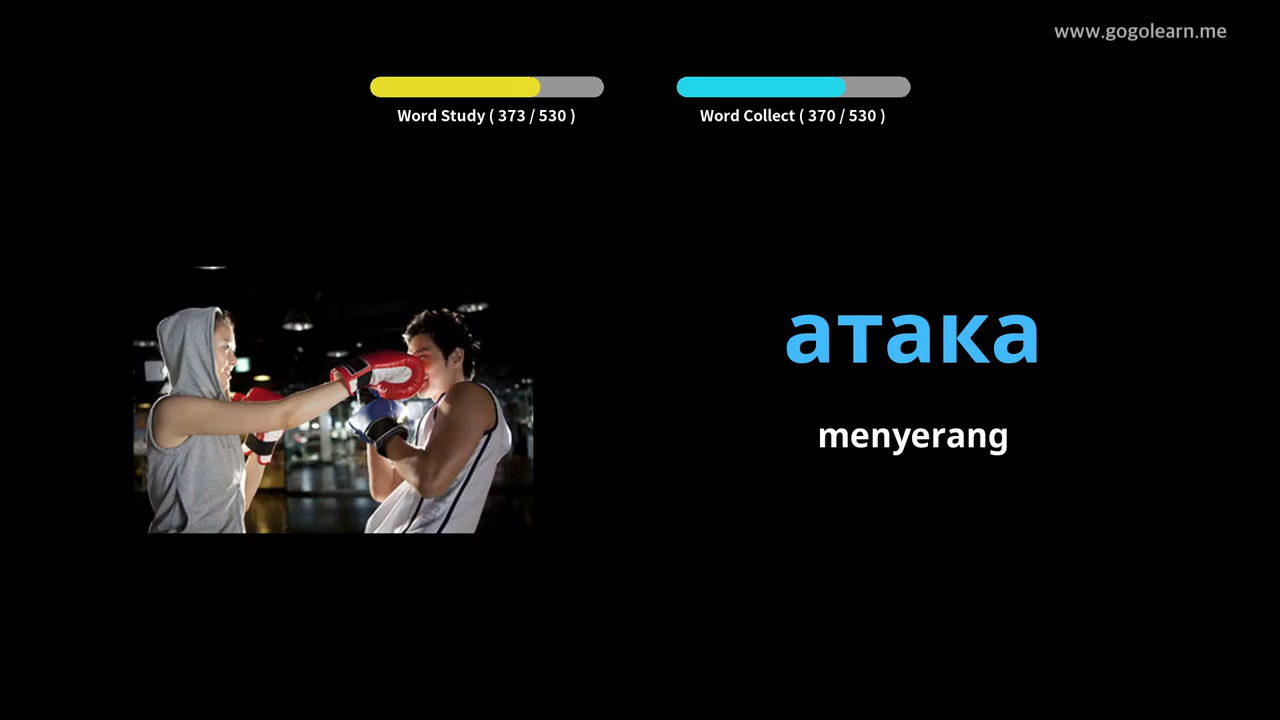 www.gogolearn.me
Word Study ( 373 / 530 )
Word Collect ( 370 / 530 )
атака
menyerang